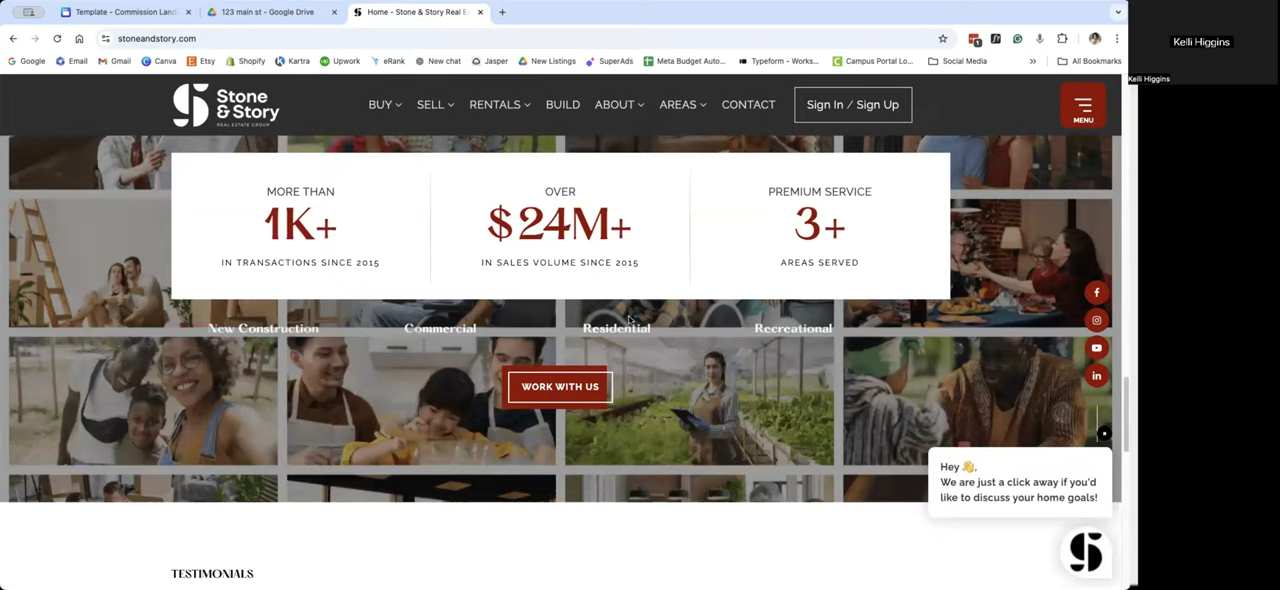 Template - Commission Land
123 main st - Google Drive
Home - Stone & Story Real E
stoneandstory.com
Google
Email
Gmail
Canva
Etsy
Shopify
Kartra
Upwork
eRank
New chat
Jasper
New Listings
SuperAds
Meta Budget Auto...
Typeform - Works...
Campus Portal Lo...
Social Media
»
All Bookmarks
Kelli Higgins
Kelli Higgins
Stone
& Story
REAL ESTATE GROUP
BUY
SELL
RENTALS
BUILD
ABOUT
AREAS
CONTACT
Sign In / Sign Up
MENU
MORE THAN
1K+
IN TRANSACTIONS SINCE 2015
OVER
$24M+
IN SALES VOLUME SINCE 2015
PREMIUM SERVICE
3+
AREAS SERVED
New Construction
Commercial
Residential
Recreational
WORK WITH US
Hey 👋,
We are just a click away if you'd
like to discuss your home goals!
TESTIMONIALS